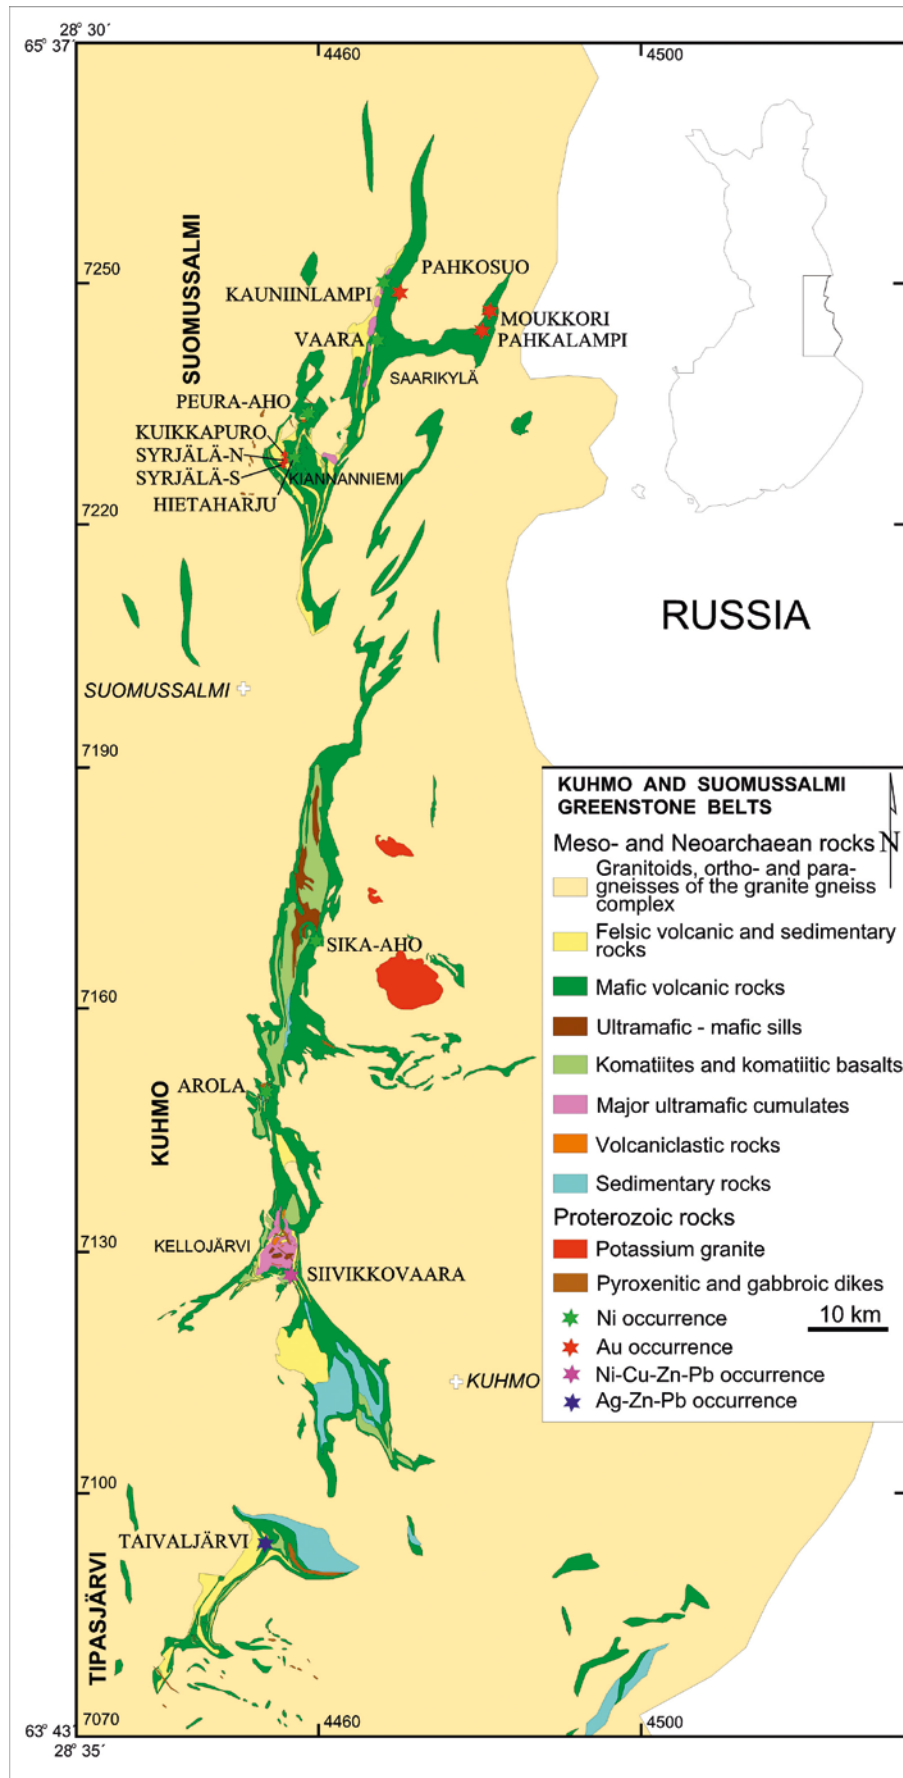 28° 30´
65° 37´
4460
4500
SUOMUSSALMI
7250
PAHKOSUO
KAUNIINLAMPI
MOUKKORI
VAARA
PAHKALAMPI
SAARIKYLÄ
PEURA-AHO
KUIKKAPURO
SYRJÄLÄ-N
SYRJÄLÄ-S
KIANNANNIEMI
HIETAHARJU
7220
RUSSIA
SUOMUSSALMI
7190
KUHMO AND SUOMUSSALMI
GREENSTONE BELTS
Meso- and Neoarchaean rocks
N
Granitoids, ortho- and para-
gneisses of the granite gneiss
complex
Felsic volcanic and sedimentary
rocks
Mafic volcanic rocks
Ultramafic - mafic sills
Komatiites and komatiitic basalts
Major ultramafic cumulates
Volcaniclastic rocks
Sedimentary rocks
Proterozoic rocks
Potassium granite
Pyroxenitic and gabbroic dikes
Ni occurrence
10 km
Au occurrence
Ni-Cu-Zn-Pb occurrence
Ag-Zn-Pb occurrence
SIKA-AHO
7160
AROLA
KUHMO
7130
KELLOJÄRVI
SIIVIKKOVAARA
KUHMO
7100
TAIVALJÄRVI
TIPASJÄRVI
7070
63° 43´
28° 35´
4460
4500